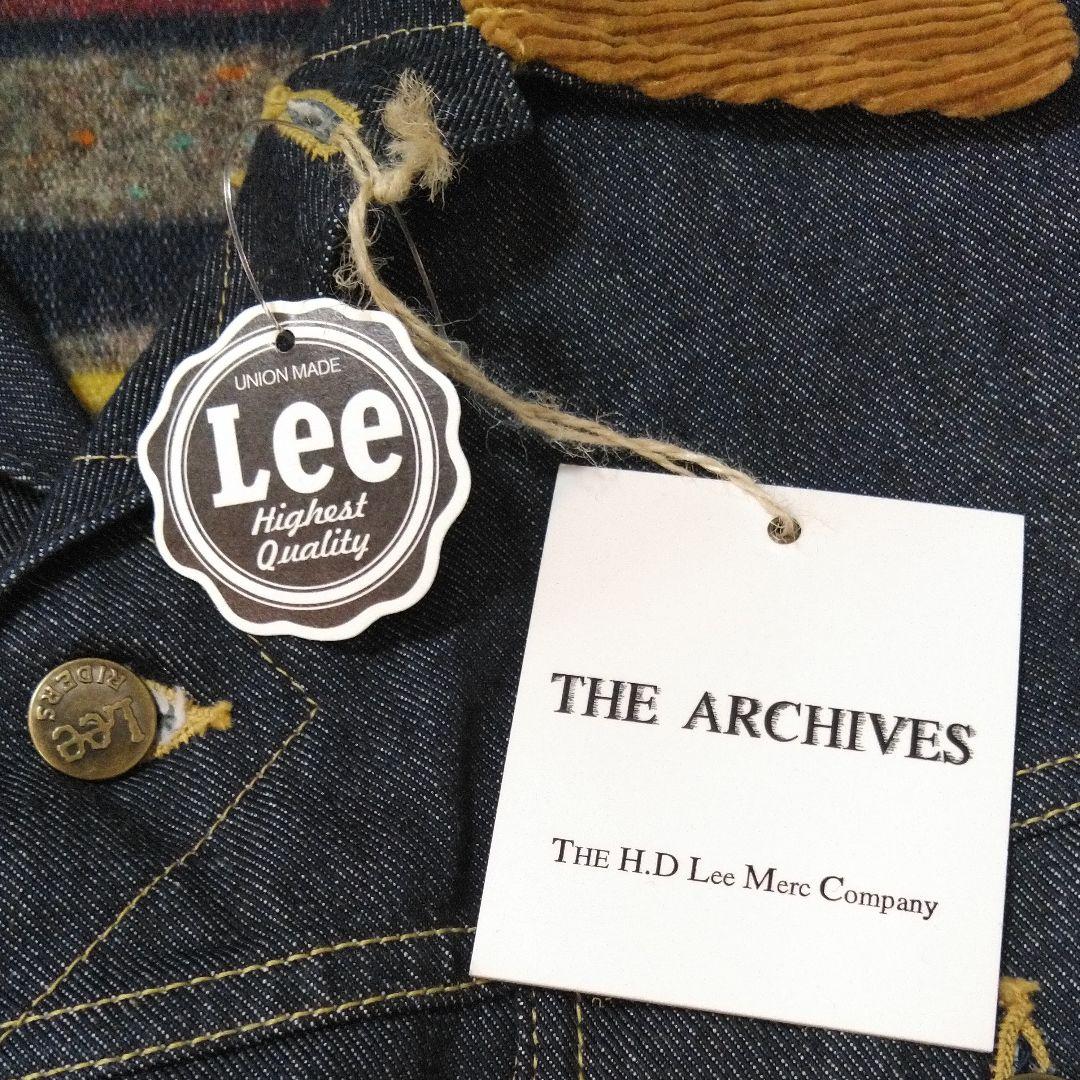 UNION MADE
Lee
Highest
Quality
THE ARCHIVES
THE H.D Lee Merc Company
Lee
RIDERS